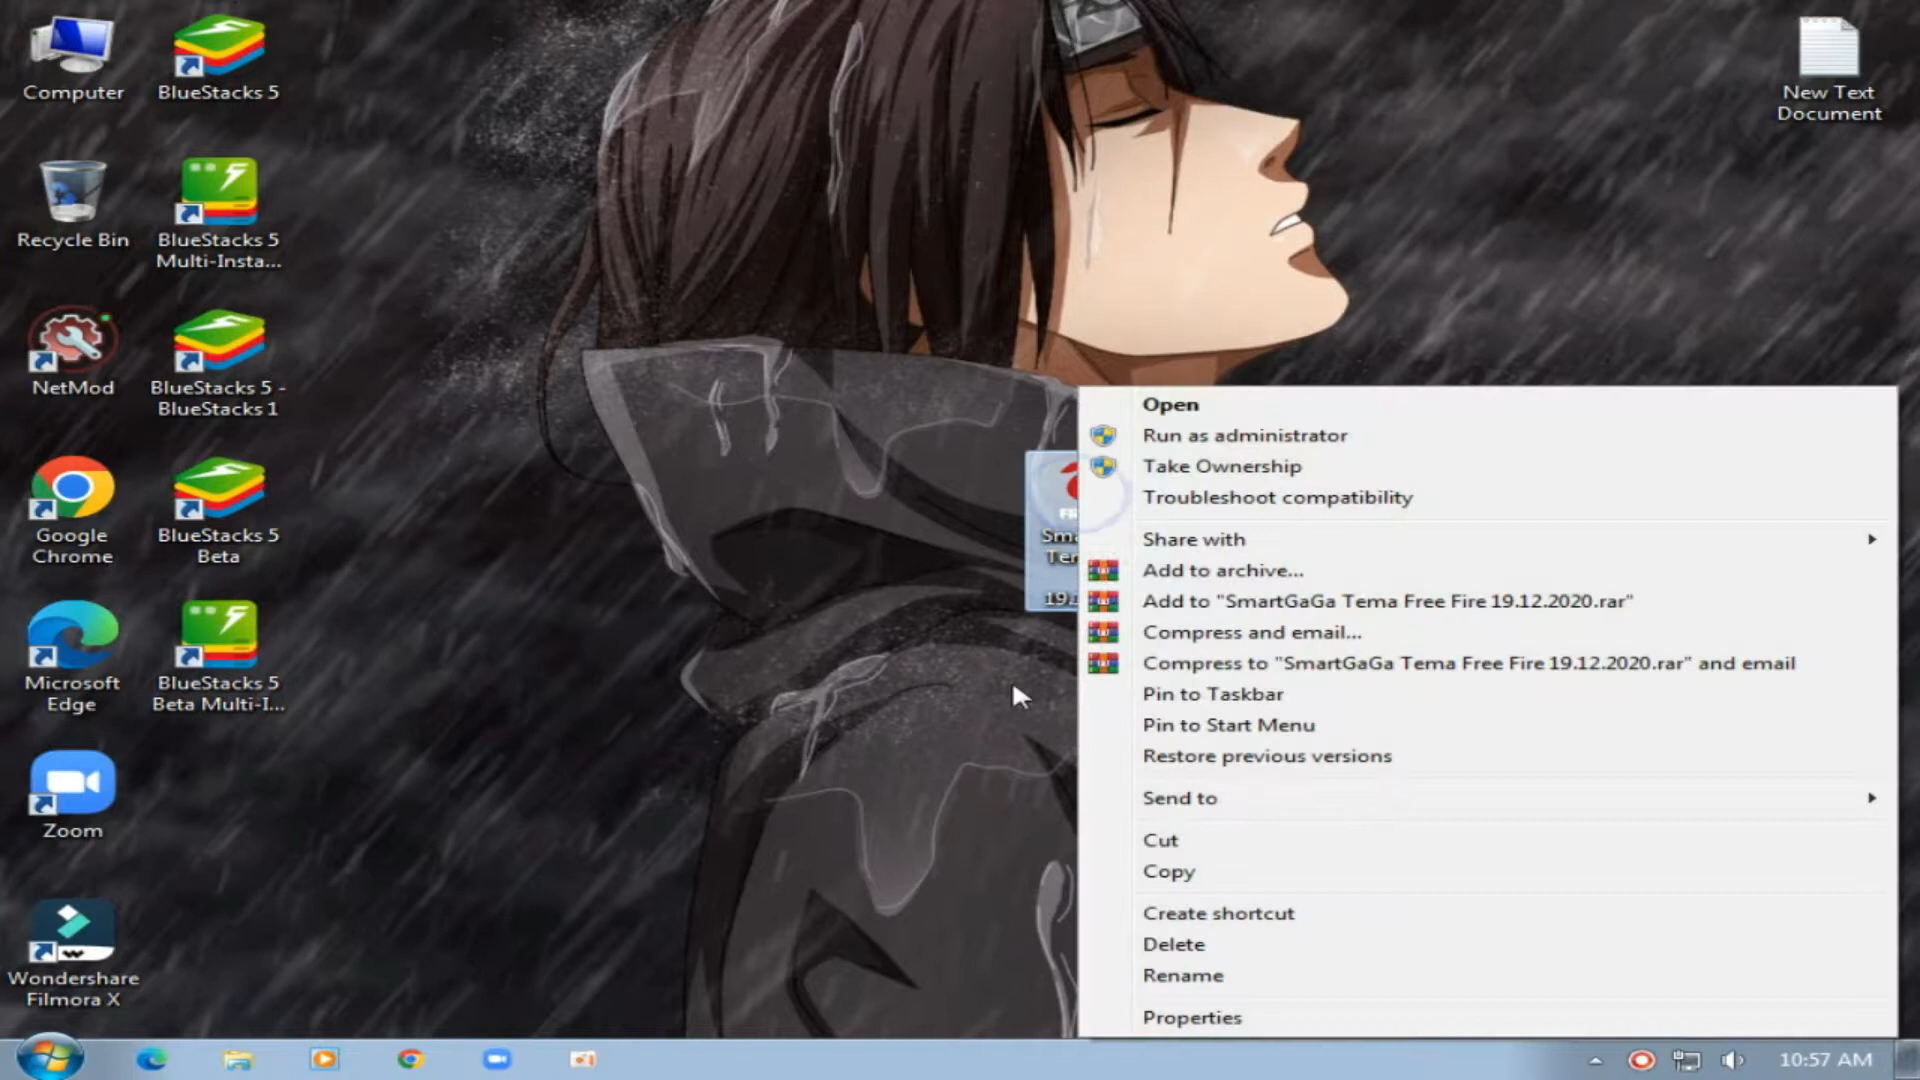 Computer
BlueStacks 5
New Text
Document
Recycle Bin
BlueStacks 5
Multi-Insta...
NetMod
BlueStacks 5 -
BlueStacks 1
Google
Chrome
BlueStacks 5
Beta
Microsoft
Edge
BlueStacks 5
Beta Multi-I...
Zoom
Wondershare
Filmora X
Open
Run as administrator
Take Ownership
Troubleshoot compatibility
Share with
Add to archive...
Add to "SmartGaGa Tema Free Fire 19.12.2020.rar"
Compress and email...
Compress to "SmartGaGa Tema Free Fire 19.12.2020.rar" and email
Pin to Taskbar
Pin to Start Menu
Restore previous versions
Send to
Cut
Copy
Create shortcut
Delete
Rename
Properties
10:57 AM